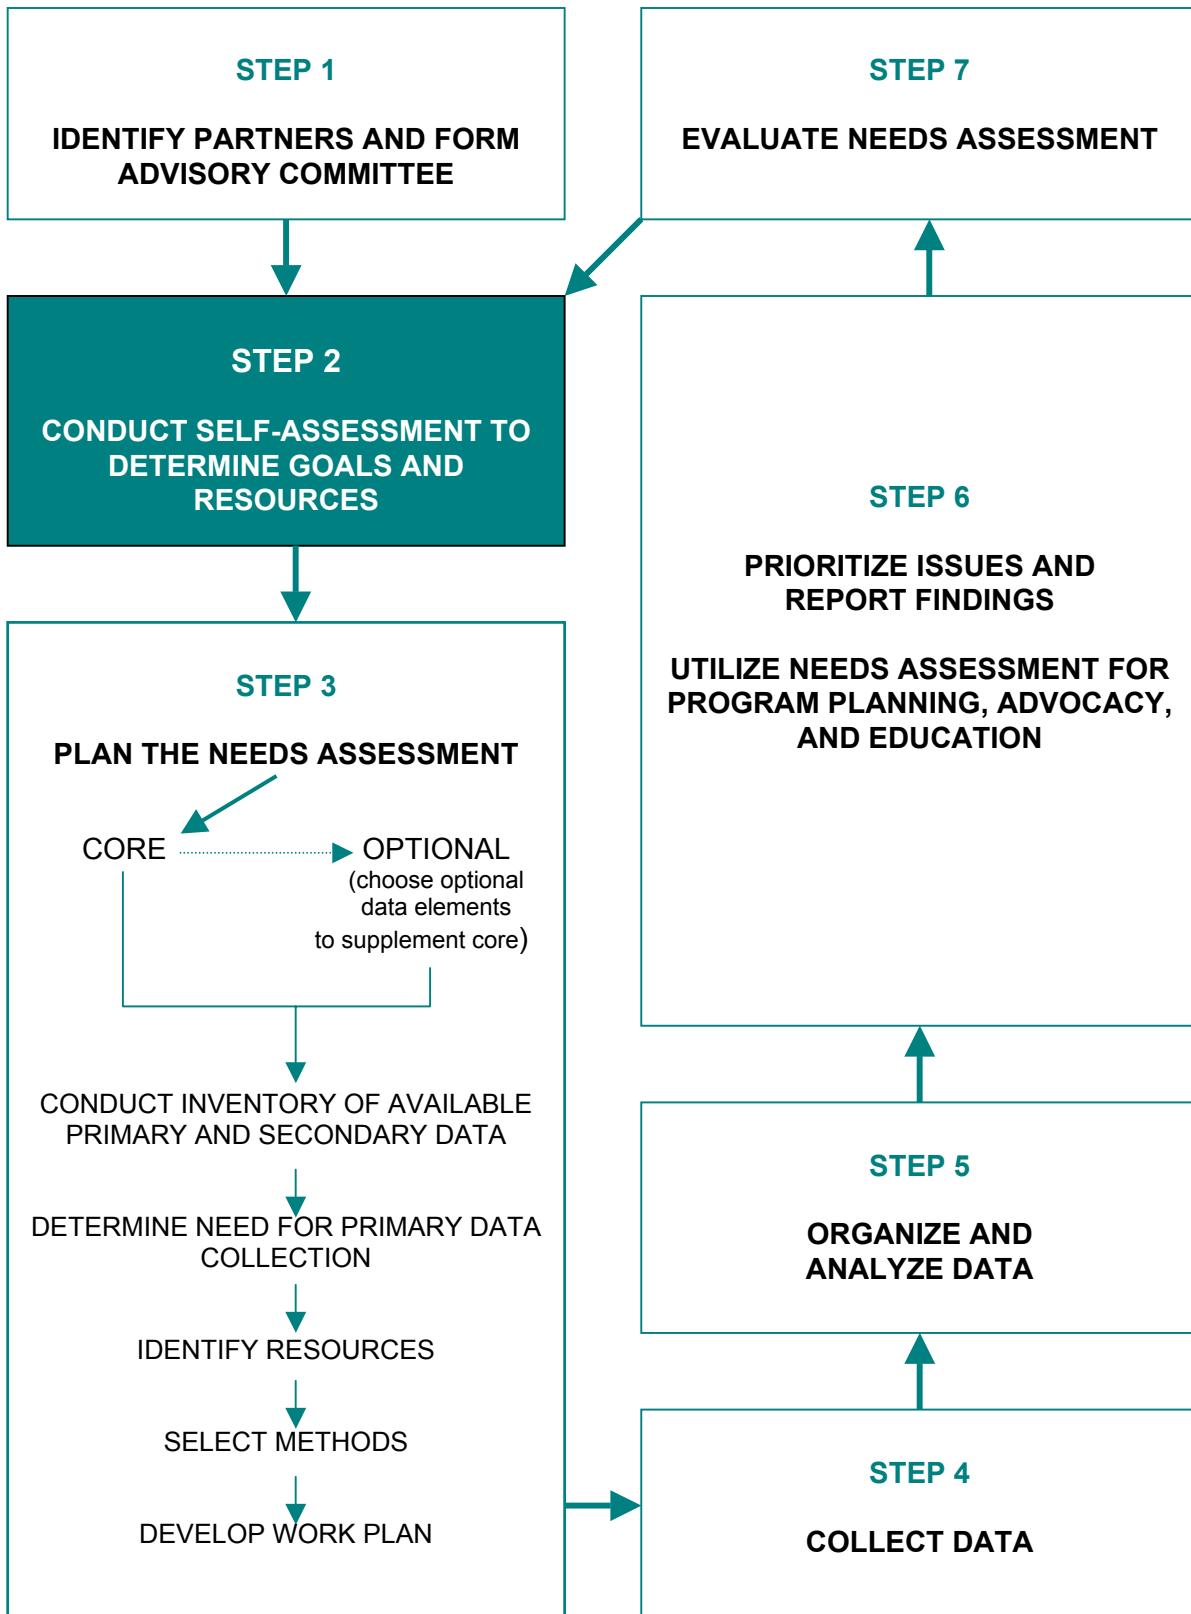 STEP 1
IDENTIFY PARTNERS AND FORM
ADVISORY COMMITTEE
STEP 2
CONDUCT SELF-ASSESSMENT TO
DETERMINE GOALS AND
RESOURCES
STEP 3
PLAN THE NEEDS ASSESSMENT
CORE
OPTIONAL
(choose optional
data elements
to supplement core)
CONDUCT INVENTORY OF AVAILABLE
PRIMARY AND SECONDARY DATA
DETERMINE NEED FOR PRIMARY DATA
COLLECTION
IDENTIFY RESOURCES
SELECT METHODS
DEVELOP WORK PLAN
STEP 4
COLLECT DATA
STEP 5
ORGANIZE AND
ANALYZE DATA
STEP 6
PRIORITIZE ISSUES AND
REPORT FINDINGS
UTILIZE NEEDS ASSESSMENT FOR
PROGRAM PLANNING, ADVOCACY,
AND EDUCATION
STEP 7
EVALUATE NEEDS ASSESSMENT